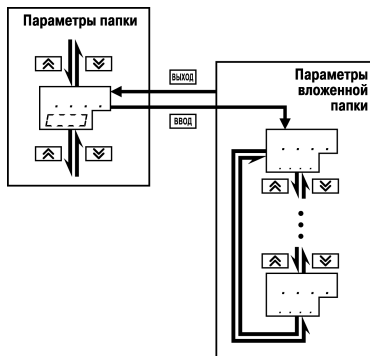 Параметры папки
ВЫХОД
ВВОД
Параметры
вложенной
папки